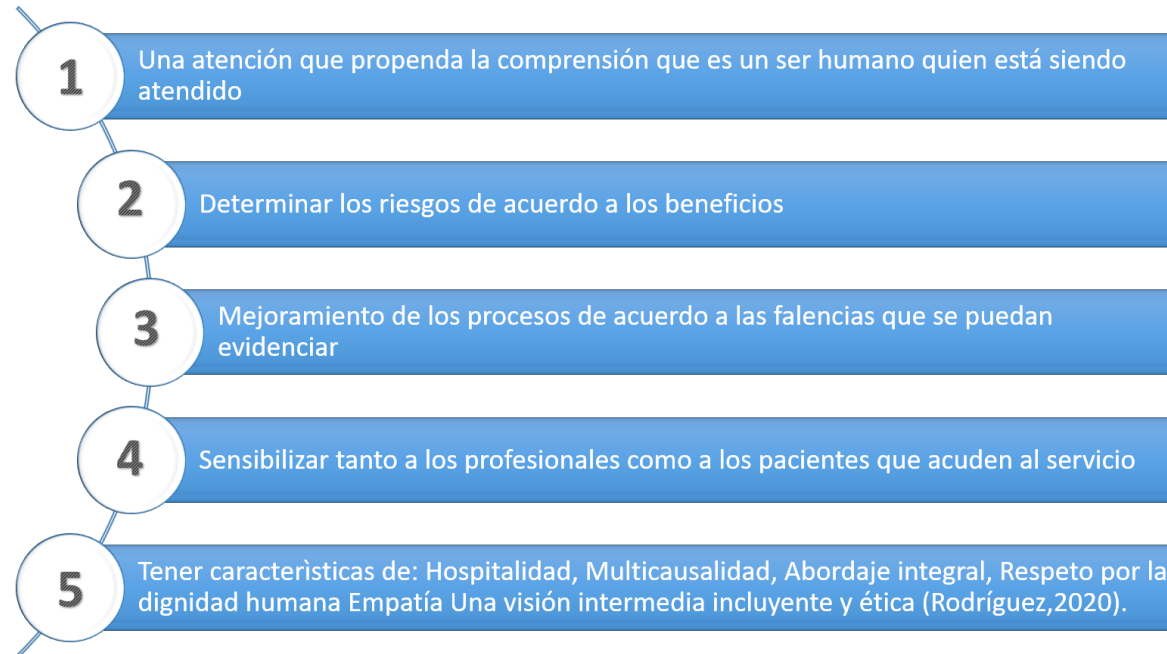 1
Una atención que propenda la comprensión que es un ser humano quien está siendo
atendido
2
Determinar los riesgos de acuerdo a los beneficios
3
Mejoramiento de los procesos de acuerdo a las falencias que se puedan
evidenciar
4
Sensibilizar tanto a los profesionales como a los pacientes que acuden al servicio
5
Tener caracterìsticas de: Hospitalidad, Multicausalidad, Abordaje integral, Respeto por la
dignidad humana Empatía Una visión intermedia incluyente y ética (Rodríguez,2020).